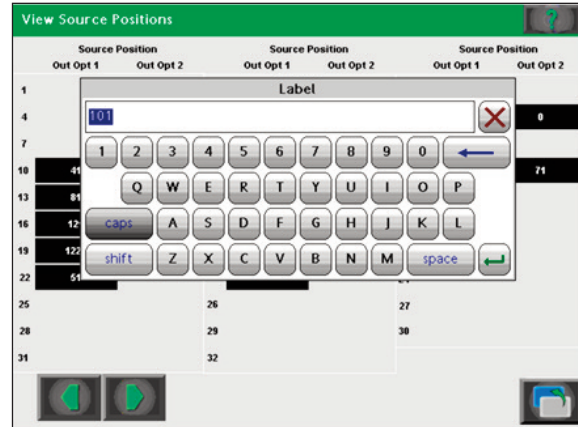 View Source Positions ?
Source Position Source Position Source Position
Out Opt 1 Out Opt 2 Out Opt 1 Out Opt 2 Out Opt 1 Out Opt 2
1 Label
4 101 0
7 1 2 3 4 5 6 7 8 9 0
10 41 71
Q W E R T Y U I O P
13 81
16 12 caps A S D F G H J K L
19 122 shift Z X C V B N M space
22 51
25 26 27
28 29 30
31 32